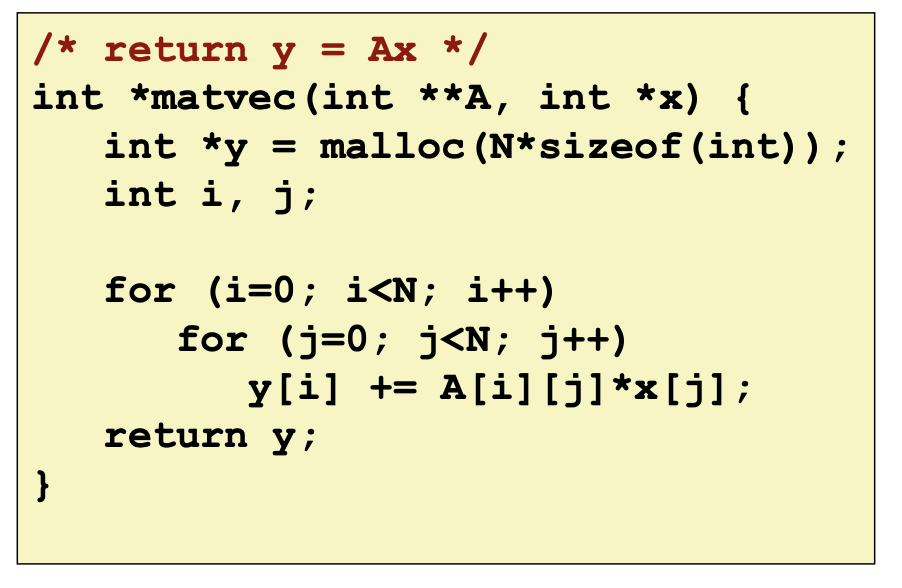 /* return y = Ax */
int *matvec(int **A, int *x) {
   int *y = malloc(N*sizeof(int));
   int i, j;

   for (i=0; i<N; i++)
      for (j=0; j<N; j++)
         y[i] += A[i][j]*x[j];
   return y;
}